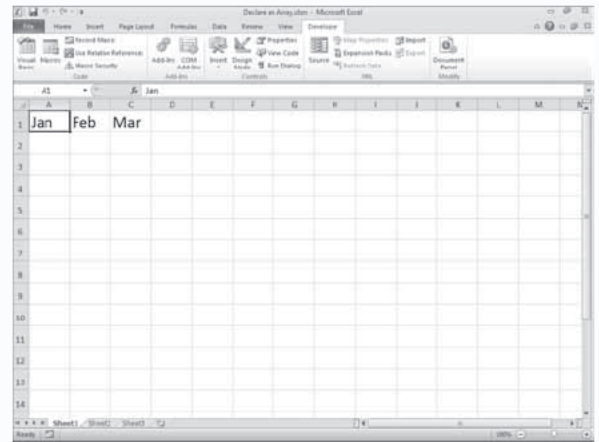 Declare an Array.xlsm - Microsoft Excel
File Home Insert Page Layout Formulas Data Review View Developer
Visual Basic Macros Record Macro Use Relative References Macro Security Add-Ins COM Add-Ins Insert Design Mode Properties View Code Run Dialog Source Map Properties Expansion Packs Refresh Data Import Export Document Panel
Code Add-Ins Controls XML Modify
A1 fx Jan
A B C D E F G H I J K L M N
1 Jan Feb Mar
2
3
4
5
6
7
8
9
10
11
12
13
14
Sheet1 Sheet2 Sheet3
Ready 100%